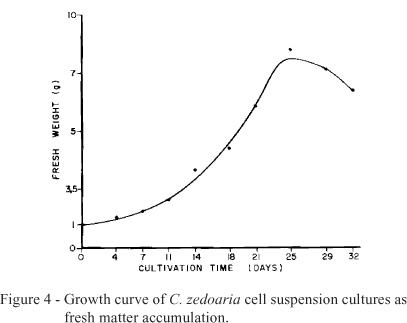 10
7
5
3,5
1
0
FRESH WEIGHT (g)
0 4 7 11 14 18 21 25 29 32
CULTIVATION TIME (DAYS)
Figure 4 - Growth curve of C. zedoaria cell suspension cultures as
fresh matter accumulation.